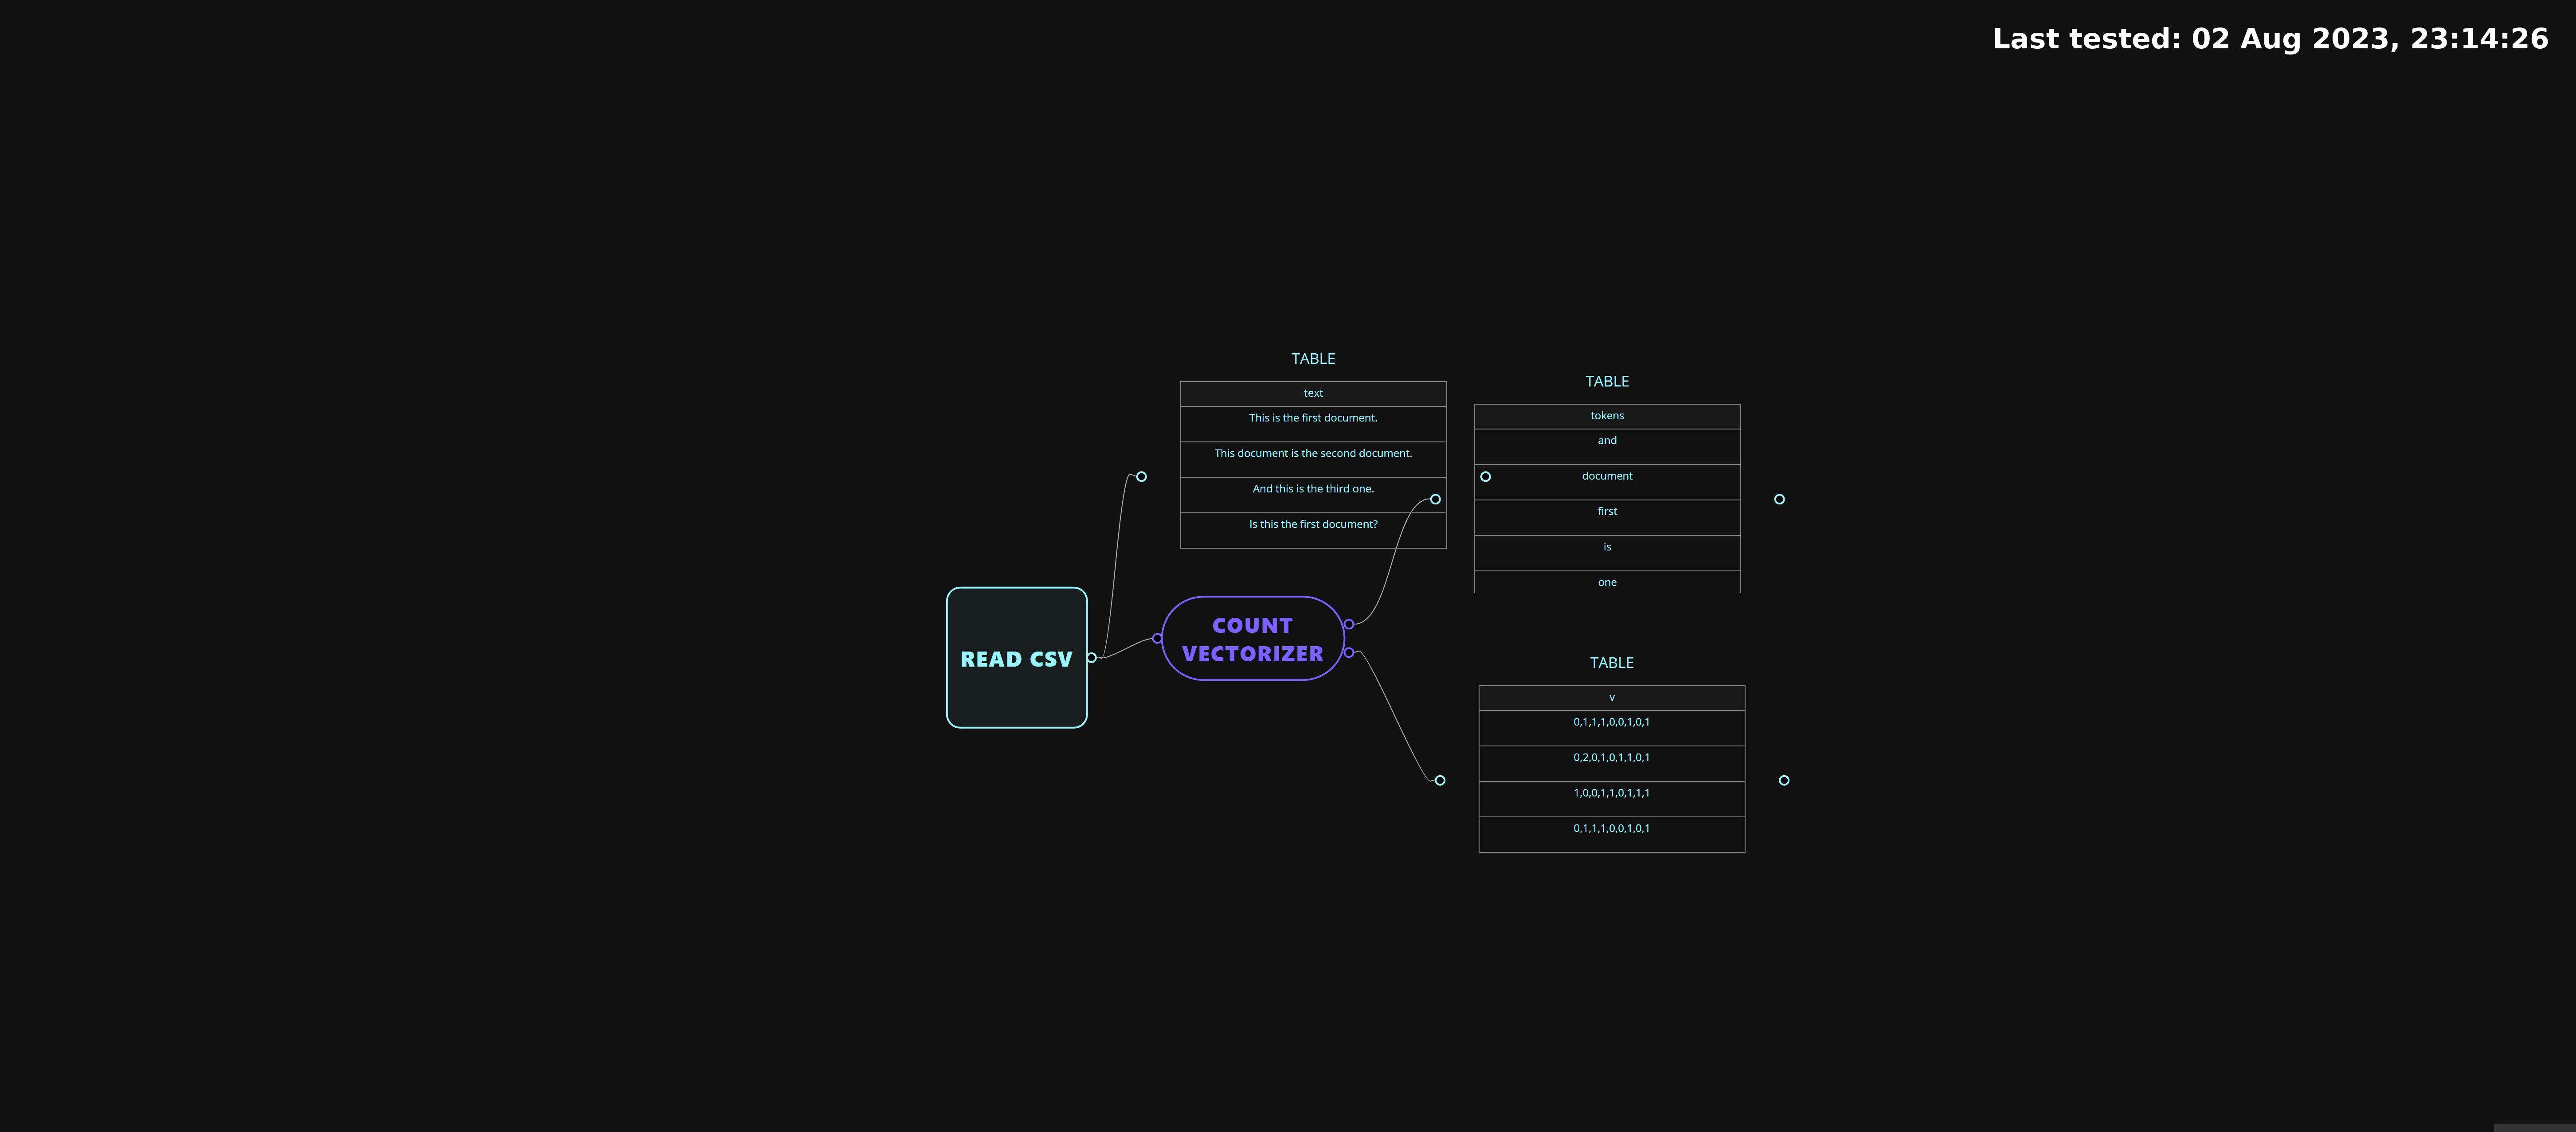 Last tested: 02 Aug 2023, 23:14:26
TABLE
text
This is the first document.
This document is the second document.
And this is the third one.
Is this the first document?
TABLE
tokens
and
document
first
is
one
READ CSV
COUNT
VECTORIZER
TABLE
v
0,1,1,1,0,0,1,0,1
0,2,0,1,0,1,1,0,1
1,0,0,1,1,0,1,1,1
0,1,1,1,0,0,1,0,1